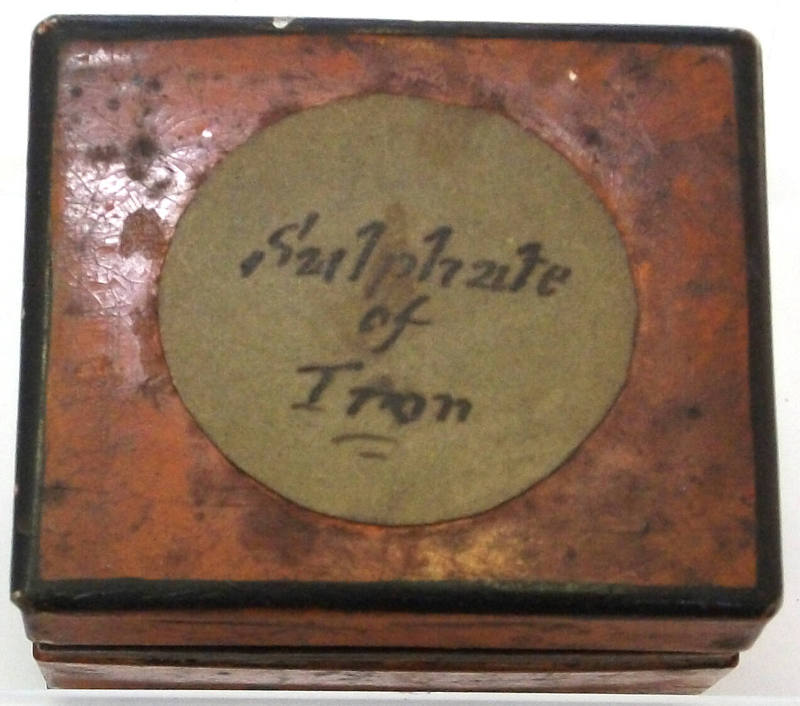 Sulphate
of
Iron